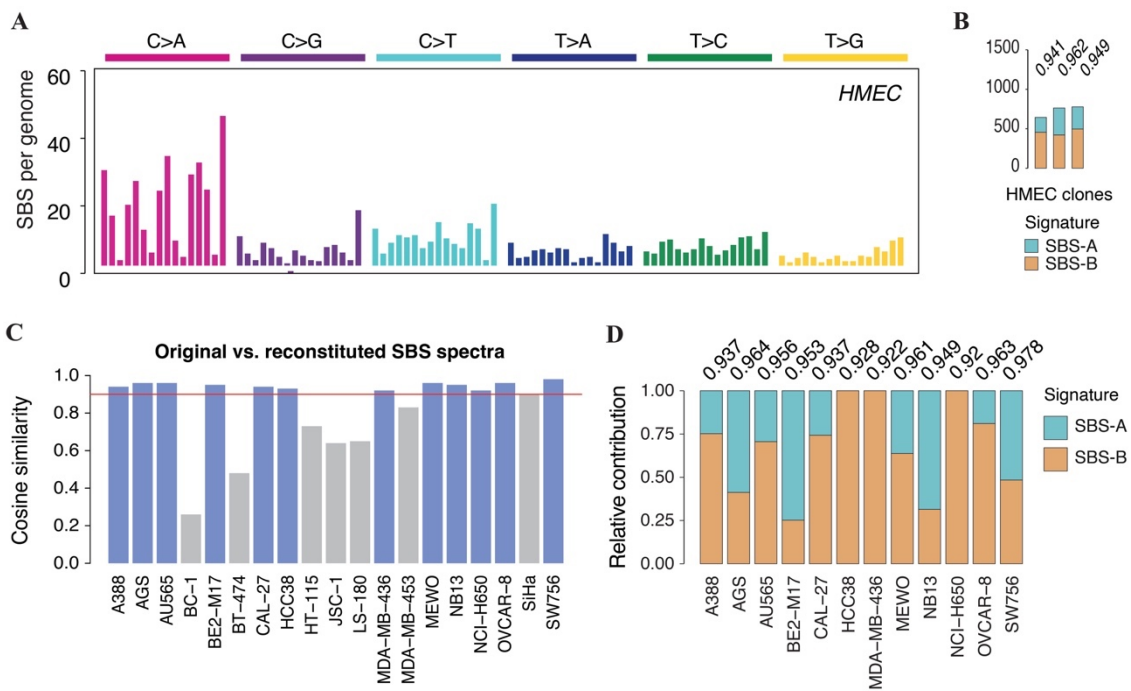 A
C>A C>G C>T T>A T>C T>G
SBS per genome
60
40
20
0
HMEC
B
0.941 0.962 0.949
1500
1000
500
0
HMEC clones
Signature
SBS-A
SBS-B
C
Original vs. reconstituted SBS spectra
Cosine similarity
1.0
0.8
0.6
0.4
0.2
0.0
A388 AGS AU565 BC-1 BE2-M17 BT-474 CAL-27 HCC38 HT-115 JSC-1 LS-180 MDA-MB-436 MDA-MB-453 MEWO NB13 NCI-H650 OVCAR-8 SiHa SW756
D
0.937 0.964 0.956 0.953 0.937 0.928 0.922 0.961 0.949 0.92 0.963 0.978
Relative contribution
1.00
0.75
0.50
0.25
0.00
A388 AGS AU565 BE2-M17 CAL-27 HCC38 MDA-MB-436 MEWO NB13 NCI-H650 OVCAR-8 SW756
Signature
SBS-A
SBS-B